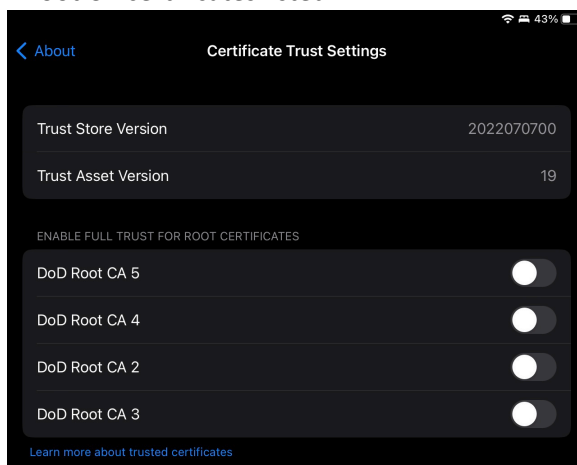 43%
About
Certificate Trust Settings
Trust Store Version 2022070700
Trust Asset Version 19
ENABLE FULL TRUST FOR ROOT CERTIFICATES
DoD Root CA 5
DoD Root CA 4
DoD Root CA 2
DoD Root CA 3
Learn more about trusted certificates